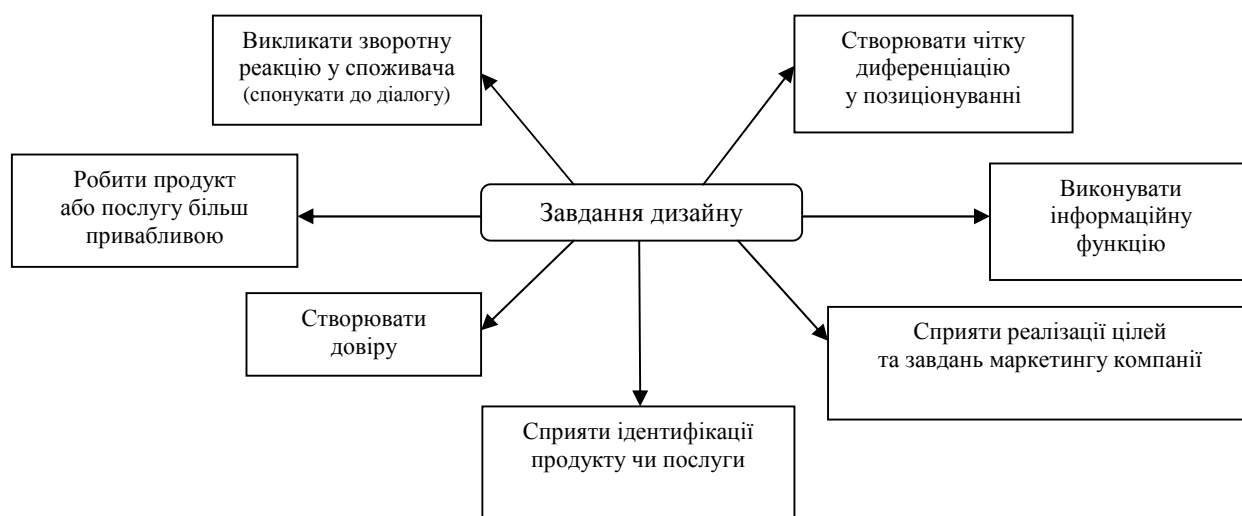 Викликати зворотну
реакцію у споживача
(спонукати до діалогу)
Створювати чітку
диференціацію
у позиціонуванні
Робити продукт
або послугу більш
привабливою
Завдання дизайну
Виконувати
інформаційну
функцію
Створювати
довіру
Сприяти реалізації цілей
та завдань маркетингу компанії
Сприяти ідентифікації
продукту чи послуги